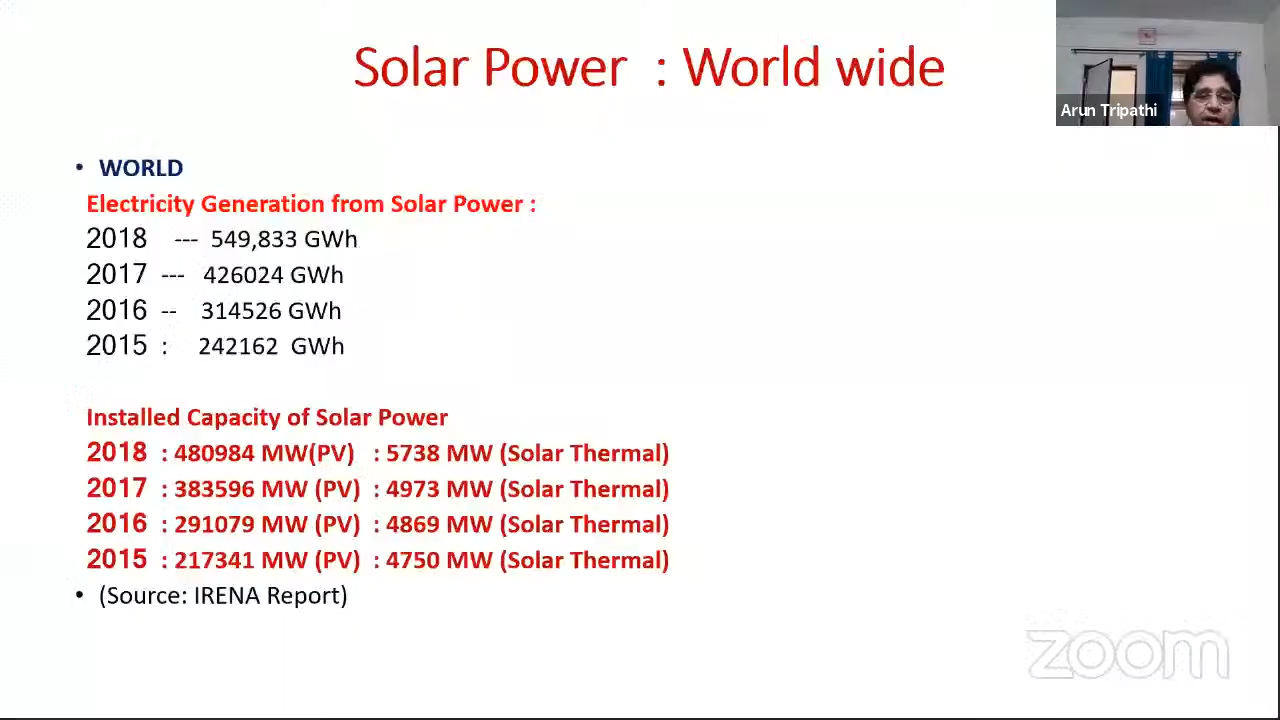 Solar Power : World wide
Arun Tripathi
• WORLD
Electricity Generation from Solar Power :
2018 --- 549,833 GWh
2017 --- 426024 GWh
2016 -- 314526 GWh
2015 : 242162 GWh
Installed Capacity of Solar Power
2018 : 480984 MW(PV) : 5738 MW (Solar Thermal)
2017 : 383596 MW (PV) : 4973 MW (Solar Thermal)
2016 : 291079 MW (PV) : 4869 MW (Solar Thermal)
2015 : 217341 MW (PV) : 4750 MW (Solar Thermal)
• (Source: IRENA Report)
zoom